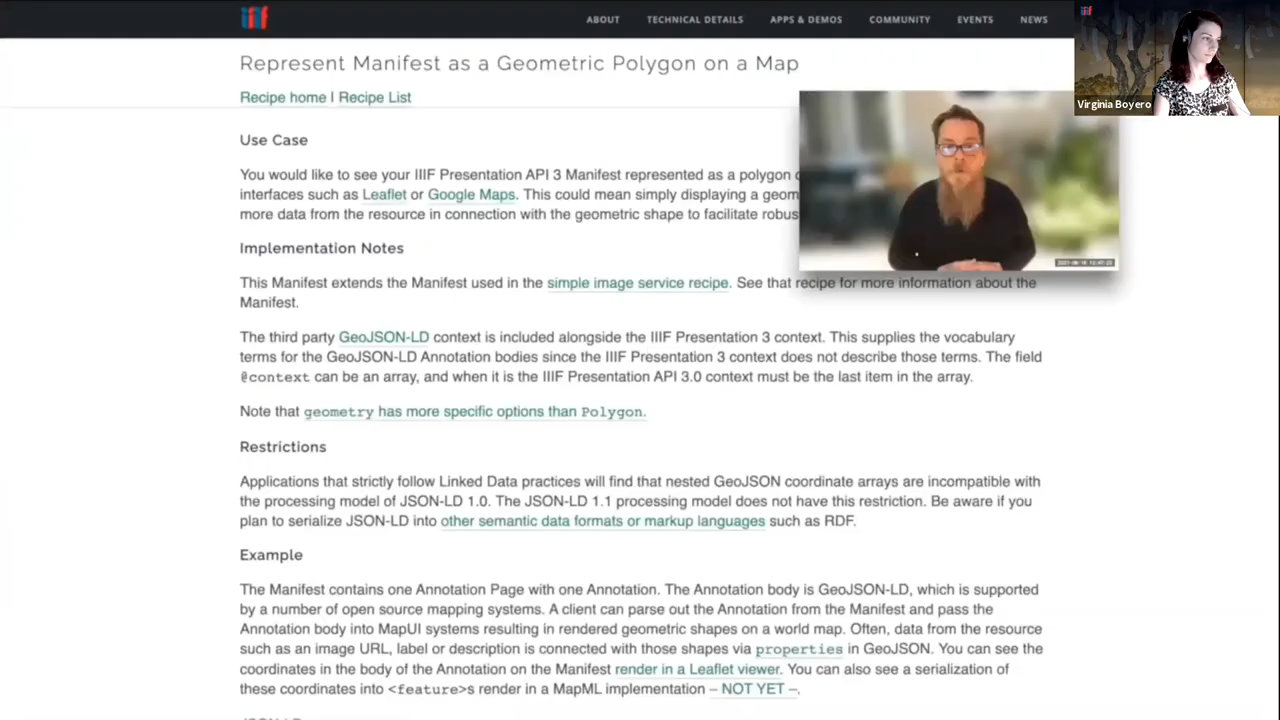 iiif
ABOUT TECHNICAL DETAILS APPS & DEMOS COMMUNITY EVENTS NEWS
Virginia Boyero
Represent Manifest as a Geometric Polygon on a Map
Recipe home | Recipe List
Use Case
You would like to see your IIIF Presentation API 3 Manifest represented as a polygon
interfaces such as Leaflet or Google Maps. This could mean simply displaying a geom
more data from the resource in connection with the geometric shape to facilitate robus
Implementation Notes
This Manifest extends the Manifest used in the simple image service recipe. See that recipe for more information about the
Manifest.
The third party GeoJSON-LD context is included alongside the IIIF Presentation 3 context. This supplies the vocabulary
terms for the GeoJSON-LD Annotation bodies since the IIIF Presentation 3 context does not describe those terms. The field
@context can be an array, and when it is the IIIF Presentation API 3.0 context must be the last item in the array.
Note that geometry has more specific options than Polygon.
Restrictions
Applications that strictly follow Linked Data practices will find that nested GeoJSON coordinate arrays are incompatible with
the processing model of JSON-LD 1.0. The JSON-LD 1.1 processing model does not have this restriction. Be aware if you
plan to serialize JSON-LD into other semantic data formats or markup languages such as RDF.
Example
The Manifest contains one Annotation Page with one Annotation. The Annotation body is GeoJSON-LD, which is supported
by a number of open source mapping systems. A client can parse out the Annotation from the Manifest and pass the
Annotation body into MapUI systems resulting in rendered geometric shapes on a world map. Often, data from the resource
such as an image URL, label or description is connected with those shapes via properties in GeoJSON. You can see the
coordinates in the body of the Annotation on the Manifest render in a Leaflet viewer. You can also see a serialization of
these coordinates into <feature>s render in a MapML implementation – NOT YET –.